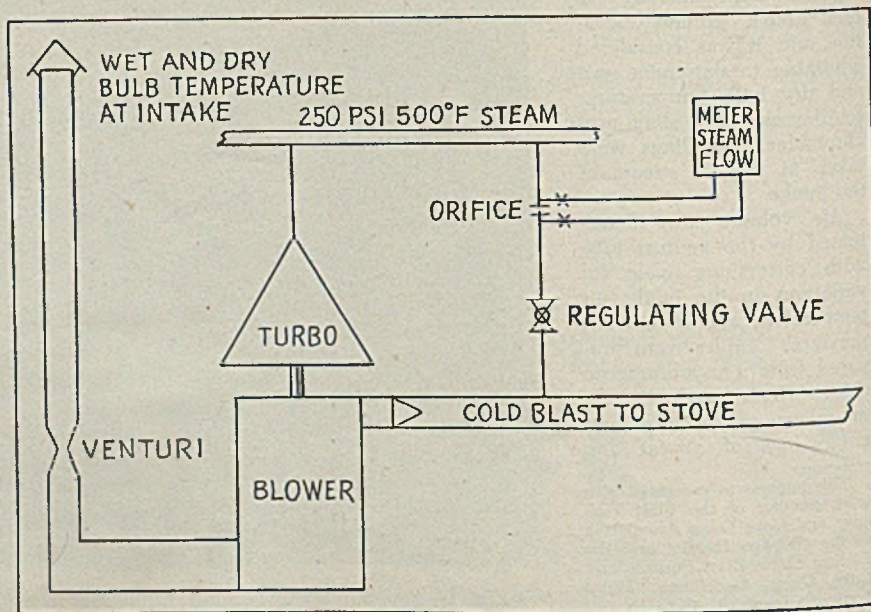 WET AND DRY
BULB TEMPERATURE
AT INTAKE
250 PSI 500°F STEAM
METER
STEAM
FLOW
ORIFICE
TURBO
REGULATING VALVE
COLD BLAST TO STOVE
VENTURI
BLOWER